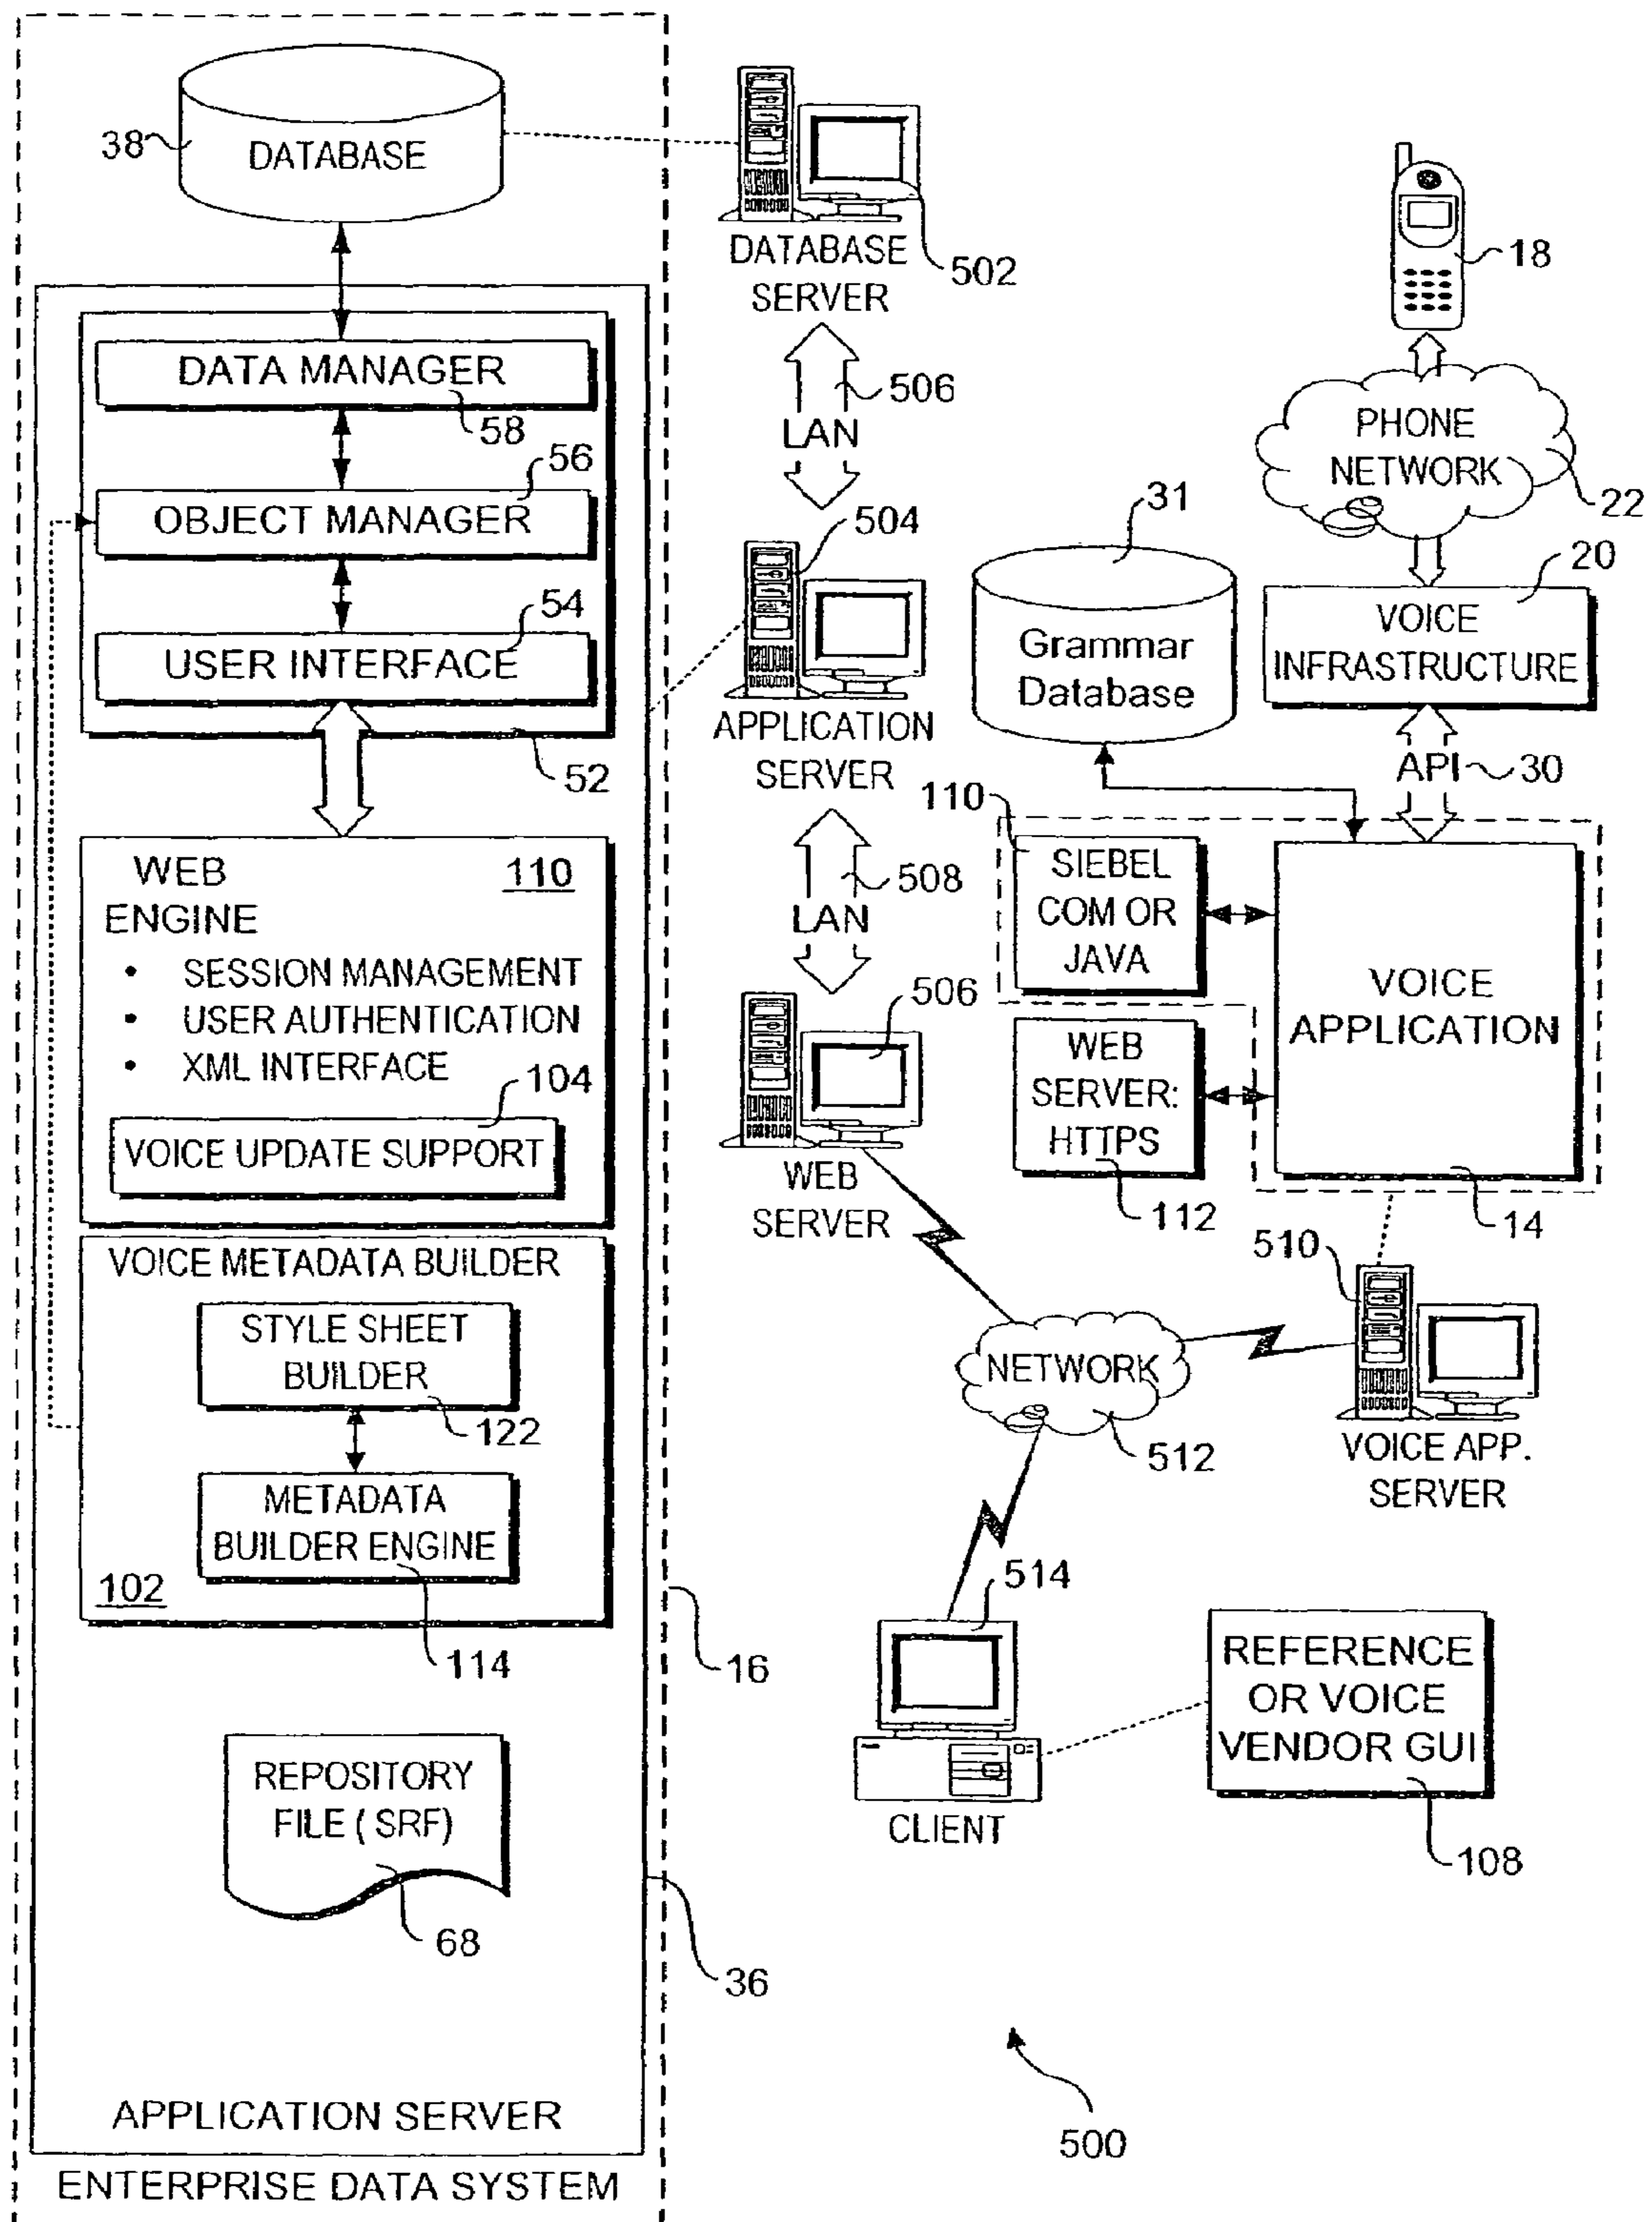 38
DATABASE
DATA MANAGER
58
56
OBJECT MANAGER
54
USER INTERFACE
52
WEB
ENGINE
110
• SESSION MANAGEMENT
• USER AUTHENTICATION
• XML INTERFACE
104
VOICE UPDATE SUPPORT
VOICE METADATA BUILDER
STYLE SHEET
BUILDER
122
METADATA
BUILDER ENGINE
102
114
16
REPOSITORY
FILE ( SRF)
68
36
APPLICATION SERVER
ENTERPRISE DATA SYSTEM
DATABASE
SERVER
502
506
LAN
504
APPLICATION
SERVER
508
LAN
506
WEB
SERVER
18
PHONE
NETWORK
22
31
Grammar
Database
20
VOICE
INFRASTRUCTURE
API
30
110
SIEBEL
COM OR
JAVA
VOICE
APPLICATION
WEB
SERVER:
HTTPS
112
14
510
VOICE APP.
SERVER
NETWORK
512
514
CLIENT
REFERENCE
OR VOICE
VENDOR GUI
108
500